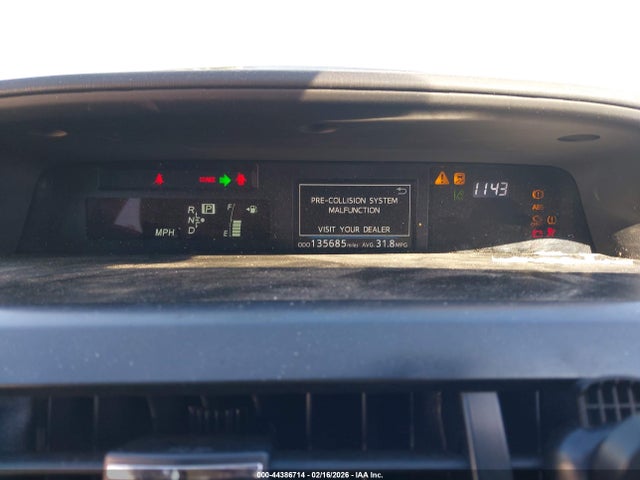 PRE-COLLISION SYSTEM
MALFUNCTION
VISIT YOUR DEALER
ODO 135685 miles AVG 31.8 MPG
R
N
D
P
MPH
F
E
1143
ABS
000-44386714 | 02/16/2026 | IAA Inc.